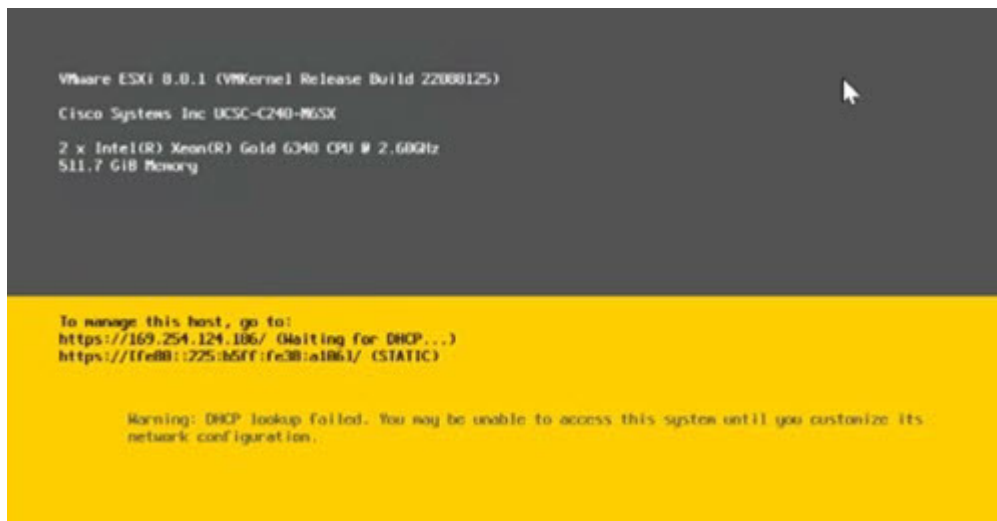 VMware ESXi 8.0.1 (VMKernel Release Build 22088125)
Cisco Systems Inc UCSC-C240-M6SX
2 x Intel(R) Xeon(R) Gold 6348 CPU @ 2.60GHz
511.7 GiB Memory
To manage this host, go to:
https://169.254.124.106/ (Waiting for DHCP...)
https://[fe80::225:b5ff:fe38:a106]/ (STATIC)
Warning: DHCP lookup failed. You may be unable to access this system until you customize its
network configuration.